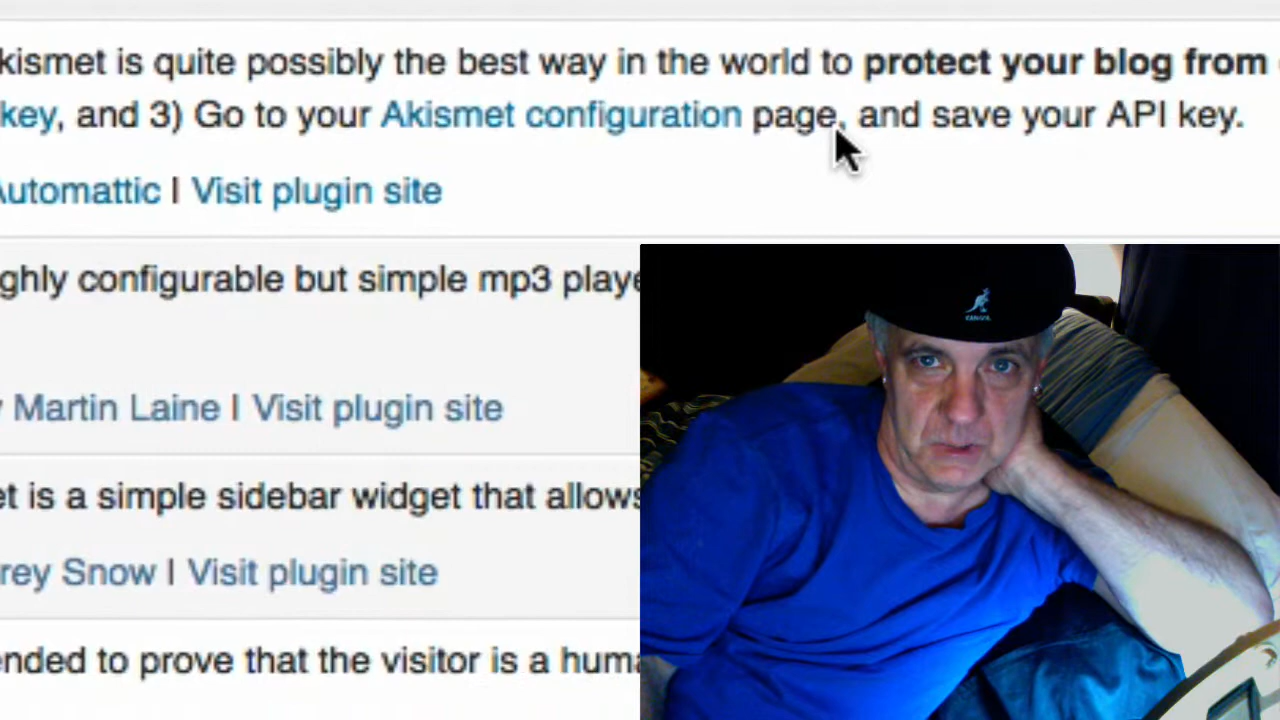 kismet is quite possibly the best way in the world to protect your blog from
key, and 3) Go to your Akismet configuration page, and save your API key.
Automattic | Visit plugin site
ghly configurable but simple mp3 playe
Martin Laine | Visit plugin site
et is a simple sidebar widget that allows
rey Snow | Visit plugin site
ended to prove that the visitor is a huma
KANGOL